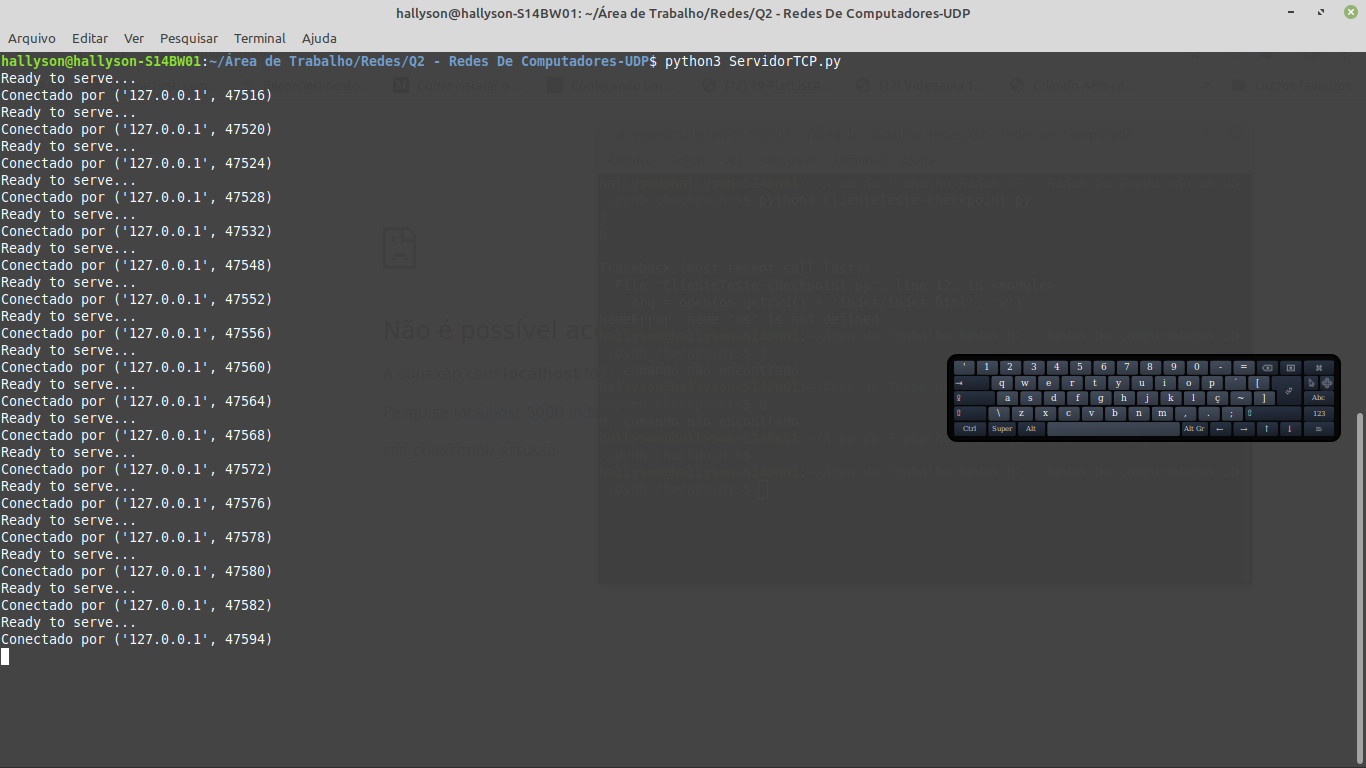 hallyson@hallyson-S14BW01: ~/Área de Trabalho/Redes/Q2 - Redes De Computadores-UDP
Arquivo Editar Ver Pesquisar Terminal Ajuda
hallyson@hallyson-S14BW01:~/Área de Trabalho/Redes/Q2 - Redes De Computadores-UDP$ python3 ServidorTCP.py
Ready to serve...
Conectado por ('127.0.0.1', 47516)
Ready to serve...
Conectado por ('127.0.0.1', 47520)
Ready to serve...
Conectado por ('127.0.0.1', 47524)
Ready to serve...
Conectado por ('127.0.0.1', 47528)
Ready to serve...
Conectado por ('127.0.0.1', 47532)
Ready to serve...
Conectado por ('127.0.0.1', 47548)
Ready to serve...
Conectado por ('127.0.0.1', 47552)
Ready to serve...
Conectado por ('127.0.0.1', 47556)
Ready to serve...
Conectado por ('127.0.0.1', 47560)
Ready to serve...
Conectado por ('127.0.0.1', 47564)
Ready to serve...
Conectado por ('127.0.0.1', 47568)
Ready to serve...
Conectado por ('127.0.0.1', 47572)
Ready to serve...
Conectado por ('127.0.0.1', 47576)
Ready to serve...
Conectado por ('127.0.0.1', 47578)
Ready to serve...
Conectado por ('127.0.0.1', 47580)
Ready to serve...
Conectado por ('127.0.0.1', 47582)
Ready to serve...
Conectado por ('127.0.0.1', 47594)
Não é possível
' 1 2 3 4 5 6 7 8 9 0 - =
q w e r t y u i o p ´ [
a s d f g h j k l ç ~ ] Abc
\ z x c v b n m , . ; 123
Ctrl Super Alt Alt Gr ← → ↑ ↓